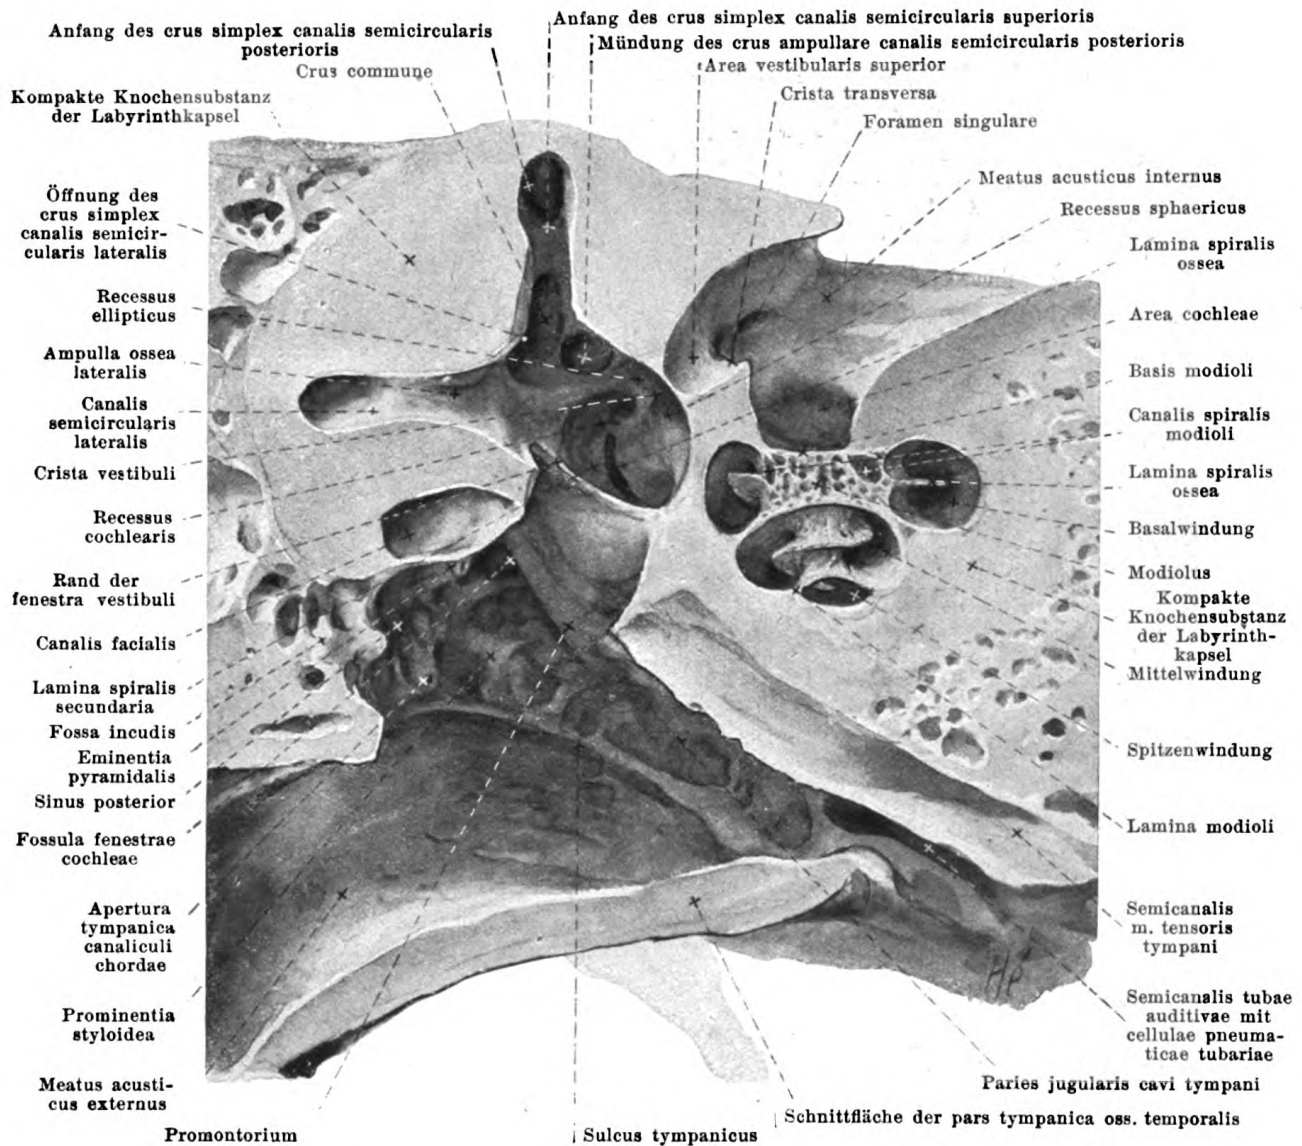 Anfang des crus simplex canalis semicircularis superioris
Anfang des crus simplex canalis semicircularis
posterioris
Mündung des crus ampullare canalis semicircularis posterioris
Crus commune
Area vestibularis superior
Kompakte Knochensubstanz
der Labyrinthkapsel
Crista transversa
Foramen singulare
Öffnung des
crus simplex
canalis semicir-
cularis lateralis
Recessus
ellipticus
Ampulla ossea
lateralis
Canalis
semicircularis
lateralis
Crista vestibuli
Recessus
cochlearis
Rand der
fenestra vestibuli
Canalis facialis
Lamina spiralis
secundaria
Fossa incudis
Eminentia
pyramidalis
Sinus posterior
Fossula fenestrae
cochleae
Apertura
tympanica
canaliculi
chordae
Prominentia
styloidea
Meatus acusti-
cus externus
Promontorium
Meatus acusticus internus
Recessus sphaericus
Lamina spiralis
ossea
Area cochleae
Basis modioli
Canalis spiralis
modioli
Lamina spiralis
ossea
Basalwindung
Modiolus
Kompakte
Knochensubstanz
der Labyrinth-
kapsel
Mittelwindung
Spitzenwindung
Lamina modioli
Semicanalis
m. tensoris
tympani
Semicanalis tubae
auditivae mit
cellulae pneuma-
ticae tubariae
Paries jugularis cavi tympani
Schnittfläche der pars tympanica oss. temporalis
Sulcus tympanicus